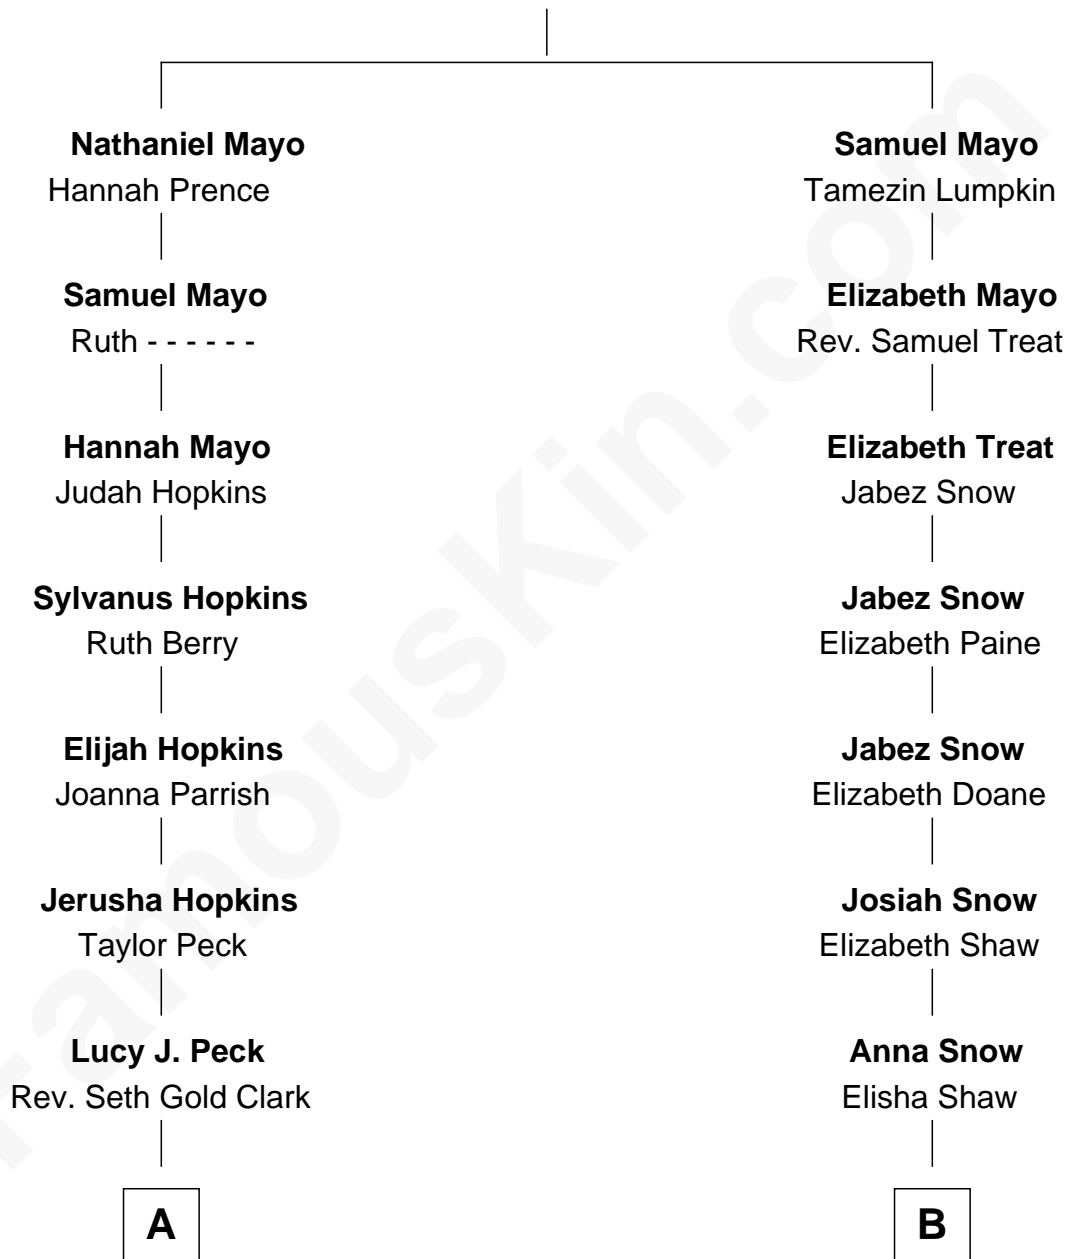 Nathaniel Mayo
Hannah Prence
Samuel Mayo
Ruth - - - - - -
Hannah Mayo
Judah Hopkins
Sylvanus Hopkins
Ruth Berry
Elijah Hopkins
Joanna Parrish
Jerusha Hopkins
Taylor Peck
Lucy J. Peck
Rev. Seth Gold Clark
A
Samuel Mayo
Tamezin Lumpkin
Elizabeth Mayo
Rev. Samuel Treat
Elizabeth Treat
Jabez Snow
Jabez Snow
Elizabeth Paine
Jabez Snow
Elizabeth Doane
Josiah Snow
Elizabeth Shaw
Anna Snow
Elisha Shaw
B
famouskin.com